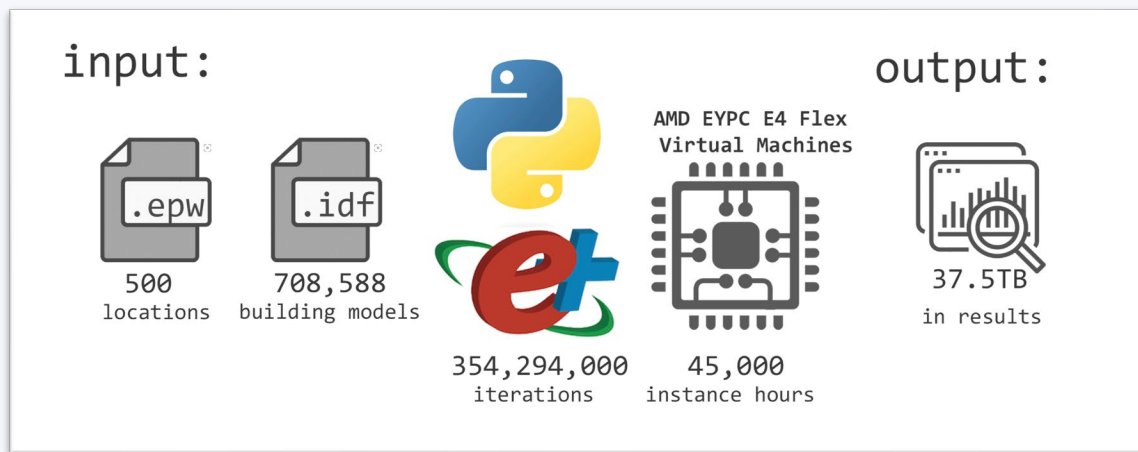 input:
output:
AMD EYPC E4 Flex
Virtual Machines
.epw
.idf
e+
500
locations
708,588
building models
354,294,000
iterations
45,000
instance hours
37.5TB
in results